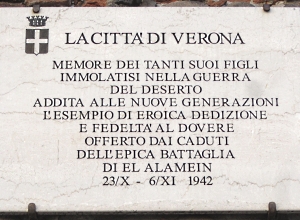 LA CITTÀ DI VERONA
MEMORE DEI TANTI SUOI FIGLI
IMMOLATISI NELLA GUERRA
DEL DESERTO
ADDITA ALLE NUOVE GENERAZIONI
L'ESEMPIO DI EROICA DEDIZIONE
E FEDELTA' AL DOVERE
OFFERTO DAI CADUTI
DELL'EPICA BATTAGLIA
DI EL ALAMEIN
23/X - 6/XI 1942